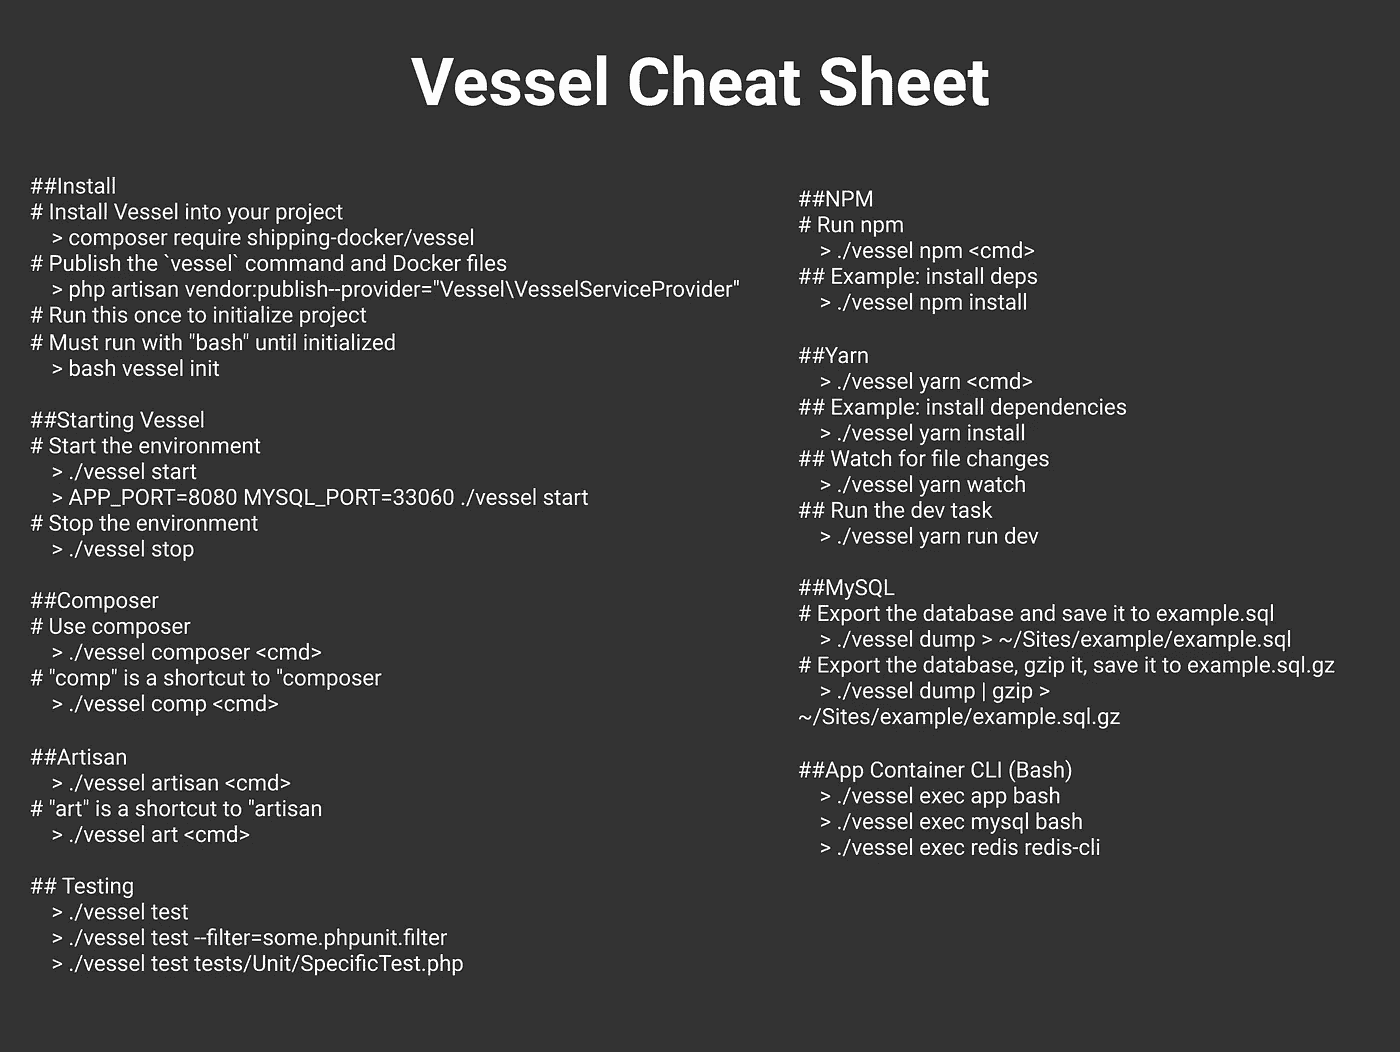 Vessel Cheat Sheet
##Install
# Install Vessel into your project
> composer require shipping-docker/vessel
# Publish the `vessel` command and Docker files
> php artisan vendor:publish--provider="Vessel\VesselServiceProvider"
# Run this once to initialize project
# Must run with "bash" until initialized
> bash vessel init
##Starting Vessel
# Start the environment
> ./vessel start
> APP_PORT=8080 MYSQL_PORT=33060 ./vessel start
# Stop the environment
> ./vessel stop
##Composer
# Use composer
> ./vessel composer <cmd>
# "comp" is a shortcut to "composer
> ./vessel comp <cmd>
##Artisan
> ./vessel artisan <cmd>
# "art" is a shortcut to "artisan
> ./vessel art <cmd>
## Testing
> ./vessel test
> ./vessel test --filter=some.phpunit.filter
> ./vessel test tests/Unit/SpecificTest.php
##NPM
# Run npm
> ./vessel npm <cmd>
## Example: install deps
> ./vessel npm install
##Yarn
> ./vessel yarn <cmd>
## Example: install dependencies
> ./vessel yarn install
## Watch for file changes
> ./vessel yarn watch
## Run the dev task
> ./vessel yarn run dev
##MySQL
# Export the database and save it to example.sql
> ./vessel dump > ~/Sites/example/example.sql
# Export the database, gzip it, save it to example.sql.gz
> ./vessel dump | gzip >
~/Sites/example/example.sql.gz
##App Container CLI (Bash)
> ./vessel exec app bash
> ./vessel exec mysql bash
> ./vessel exec redis redis-cli